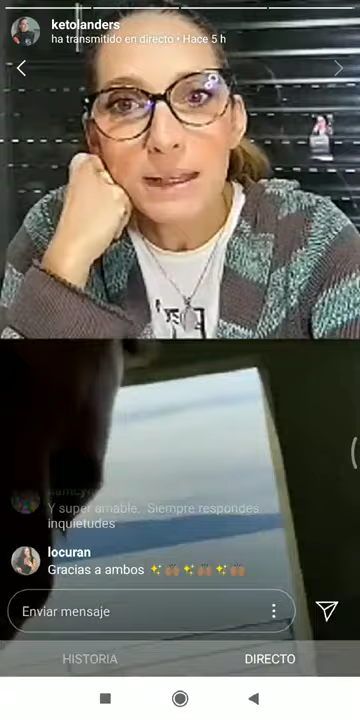 ketolanders
ha transmitido en directo • Hace 5 h
Y super amable. Siempre respondes
inquietudes
locuran
Gracias a ambos ✨🙌🏾✨🙌🏾✨🙌🏾
Enviar mensaje
HISTORIA
DIRECTO